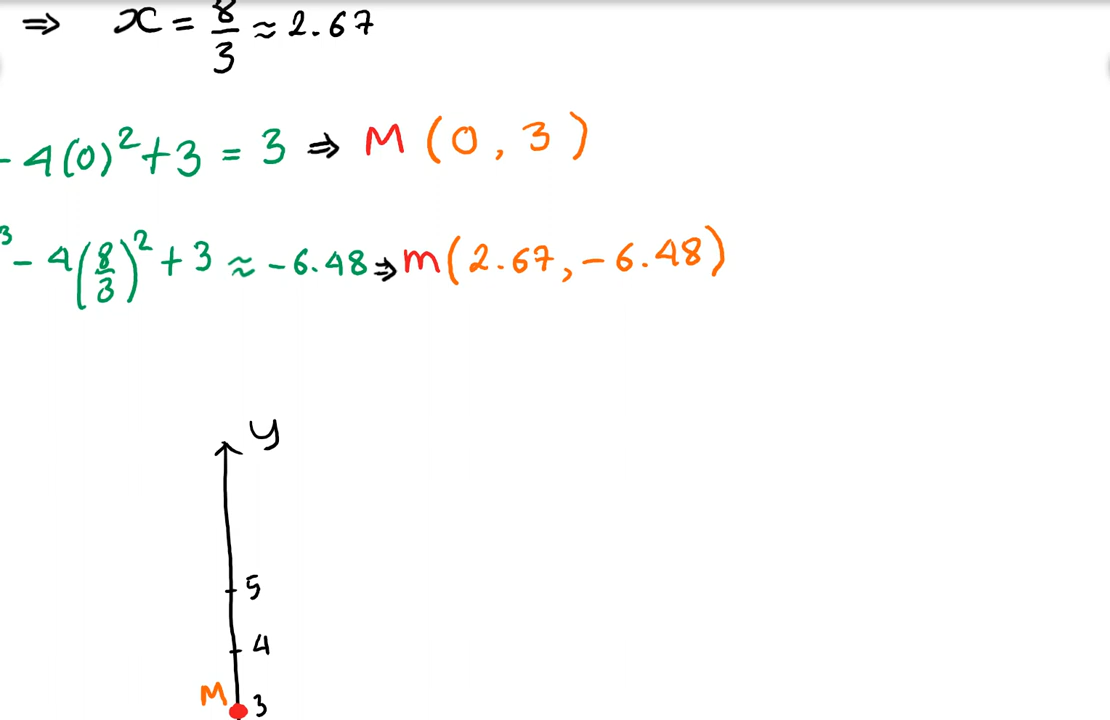 ⇒ x = 8/3 ≈ 2.67
- 4(0)² + 3 = 3 ⇒ M (0, 3)
³ - 4(8/3)² + 3 ≈ -6.48 ⇒ m(2.67, -6.48)
y
5
4
M 3